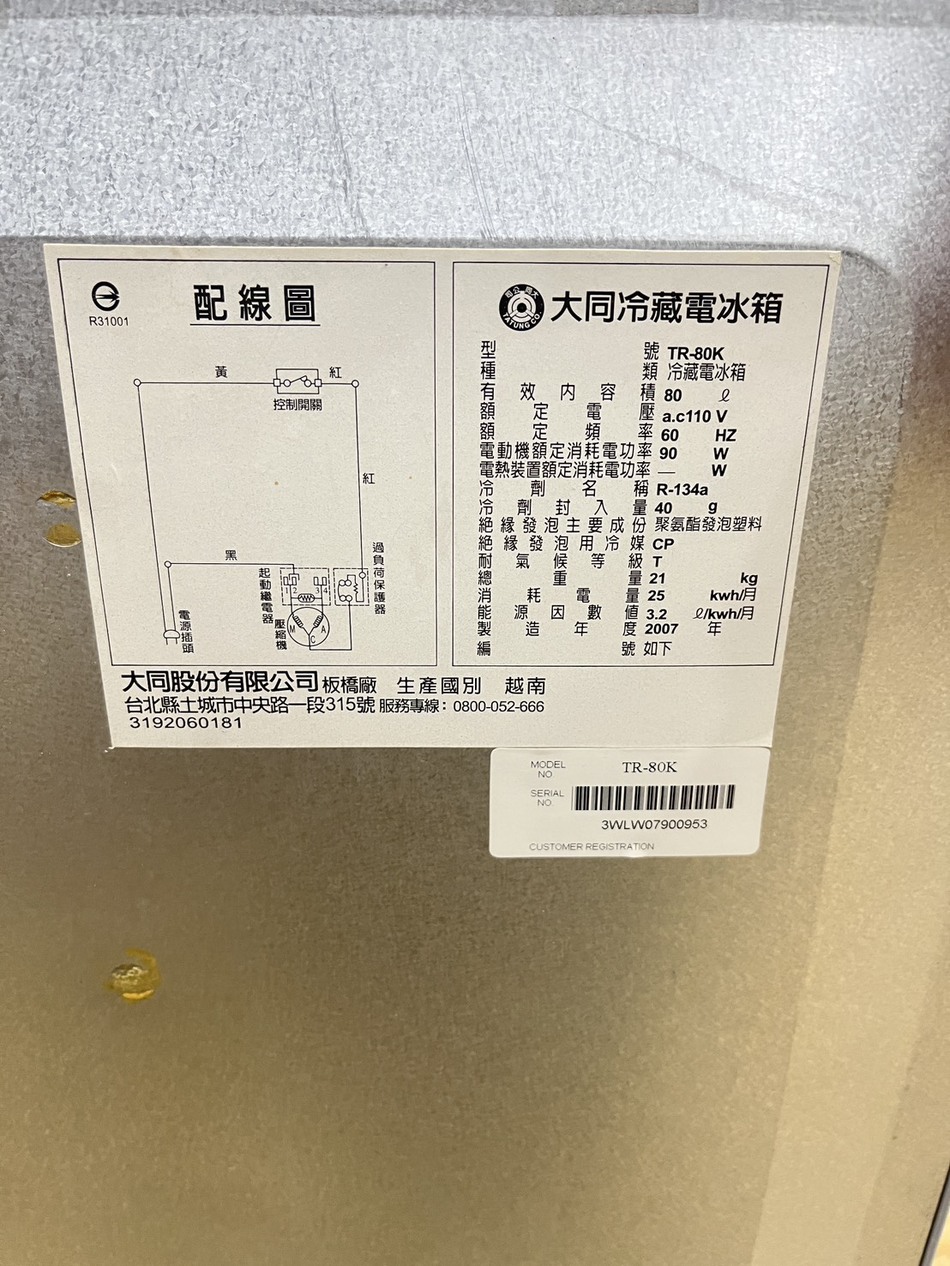 R31001
配線圖
黃
紅
控制開關
紅
黑
過負荷保護器
起動繼電器
1 2 3 4
電源插頭
壓縮機
M A
C
大同冷藏電冰箱
TATUNG CO.
型號 TR-80K
種類 冷藏電冰箱
有效內容積 80 ℓ
額定電壓 a.c110 V
額定頻率 60 HZ
電動機額定消耗電功率 90 W
電熱裝置額定消耗電功率 — W
冷劑名稱 R-134a
冷劑封入量 40 g
絕緣發泡主要成份 聚氨酯發泡塑料
絕緣發泡用冷媒 CP
耐氣候等級 T
總重量 21 kg
消耗電量 25 kwh/月
能源因數值 3.2 ℓ/kwh/月
製造年度 2007 年
編號 如下
大同股份有限公司 板橋廠 生產國別 越南
台北縣土城市中央路一段315號 服務專線：0800-052-666
3192060181
MODEL NO TR-80K
SERIAL NO.
3WLW07900953
CUSTOMER REGISTRATION